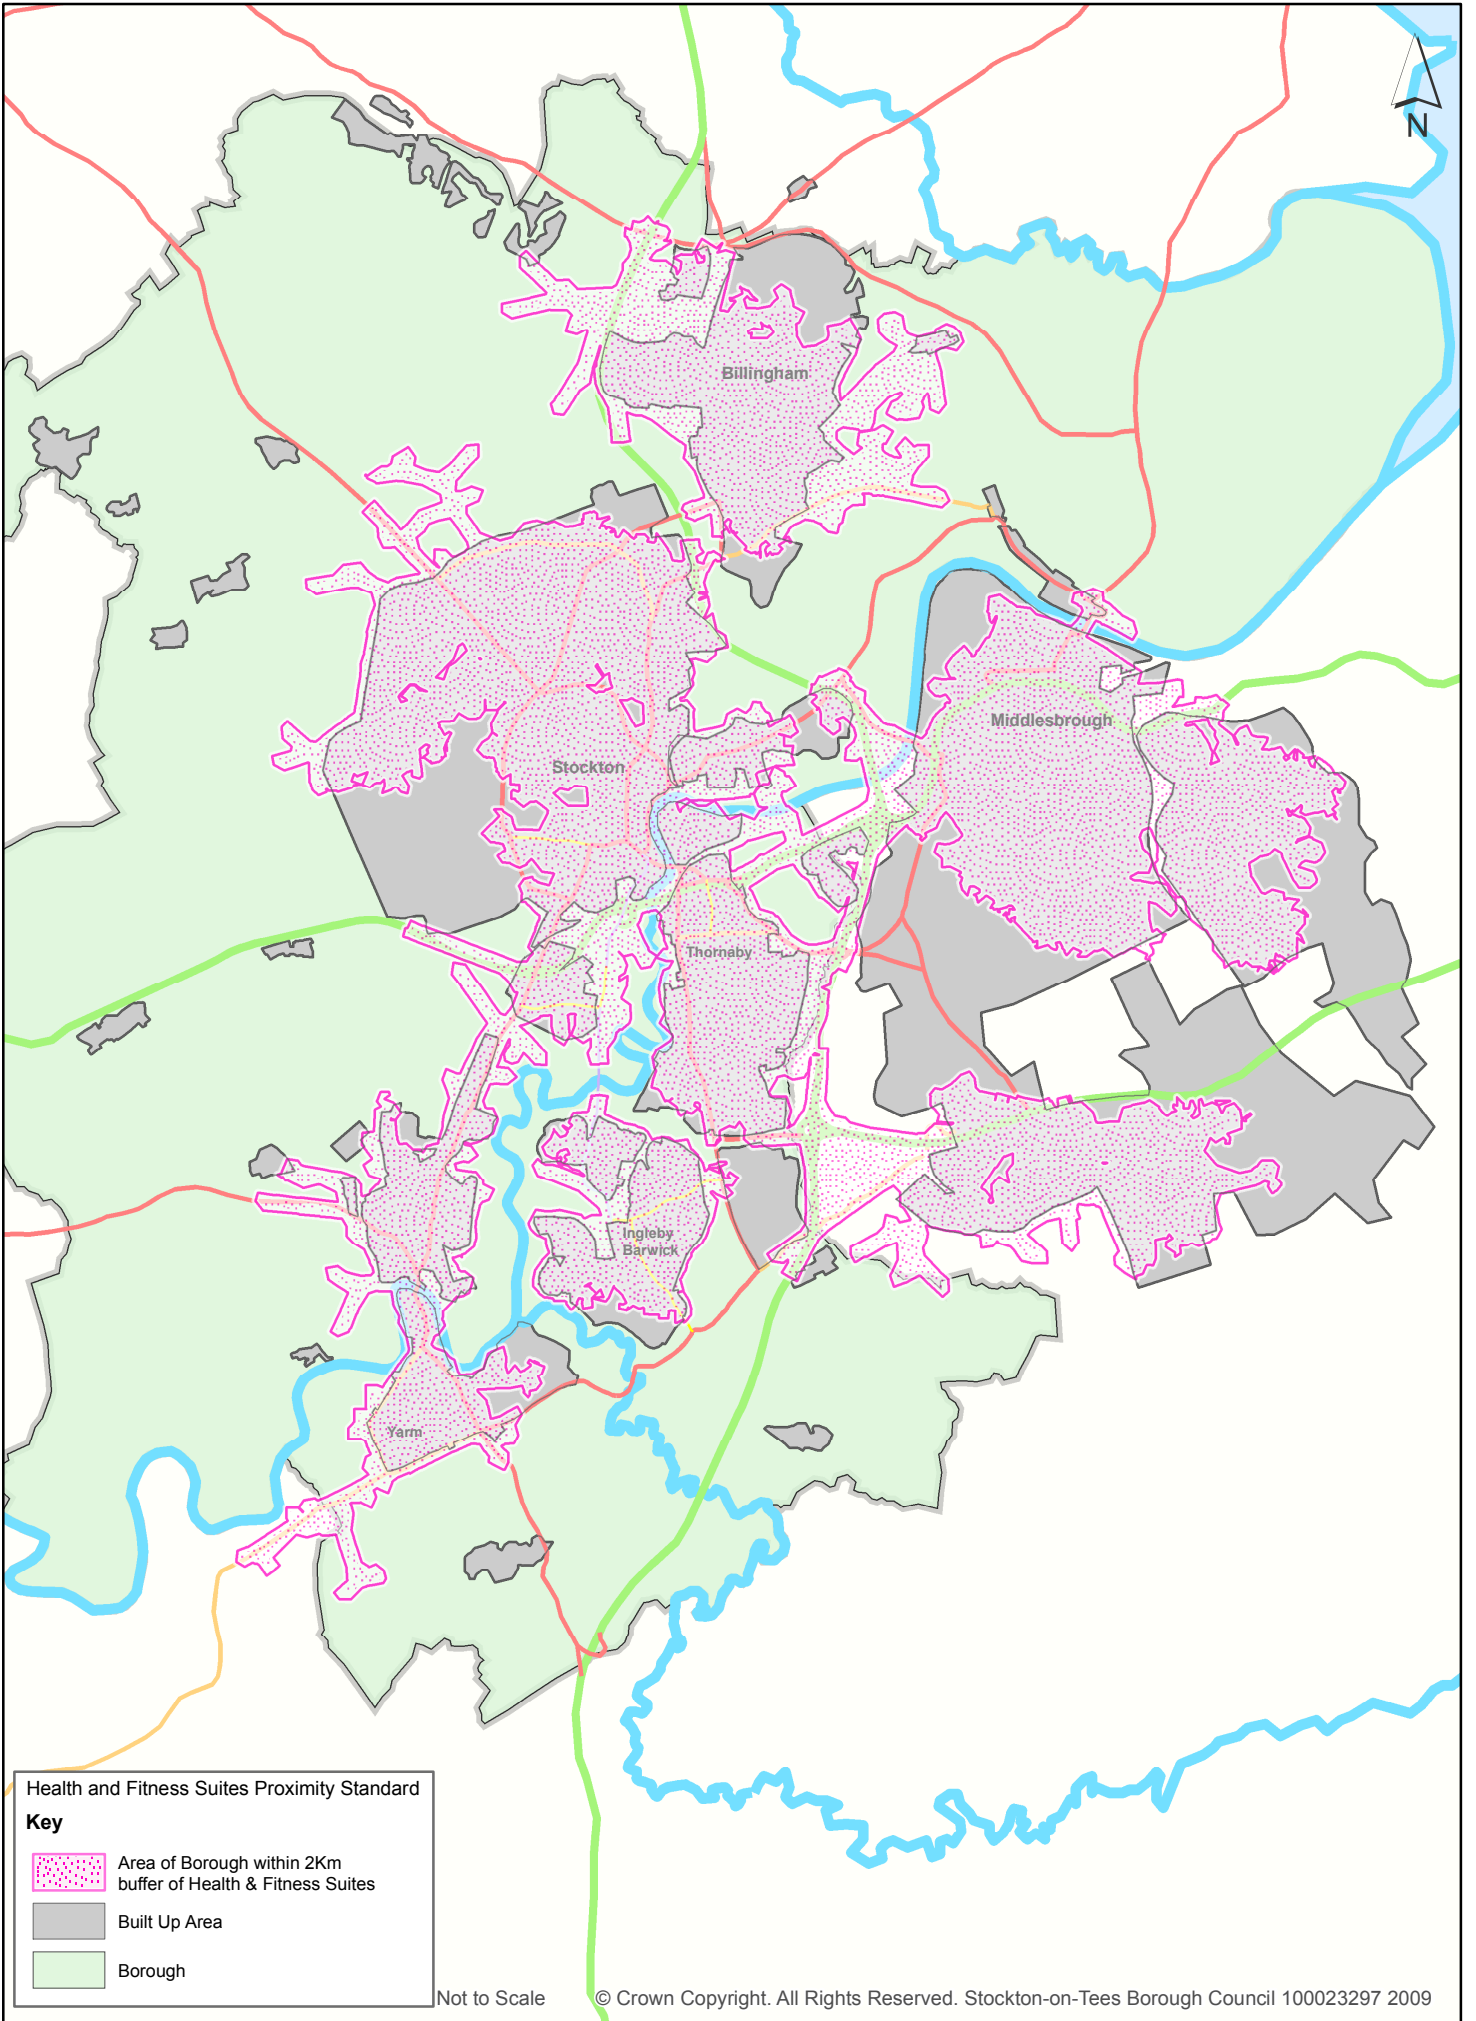 N
Billingham
Middlesbrough
Stockton
Thornaby
Ingleby
Barwick
Yarm
Health and Fitness Suites Proximity Standard
Key
Area of Borough within 2Km
buffer of Health & Fitness Suites
Built Up Area
Borough
Not to Scale
© Crown Copyright. All Rights Reserved. Stockton-on-Tees Borough Council 100023297 2009